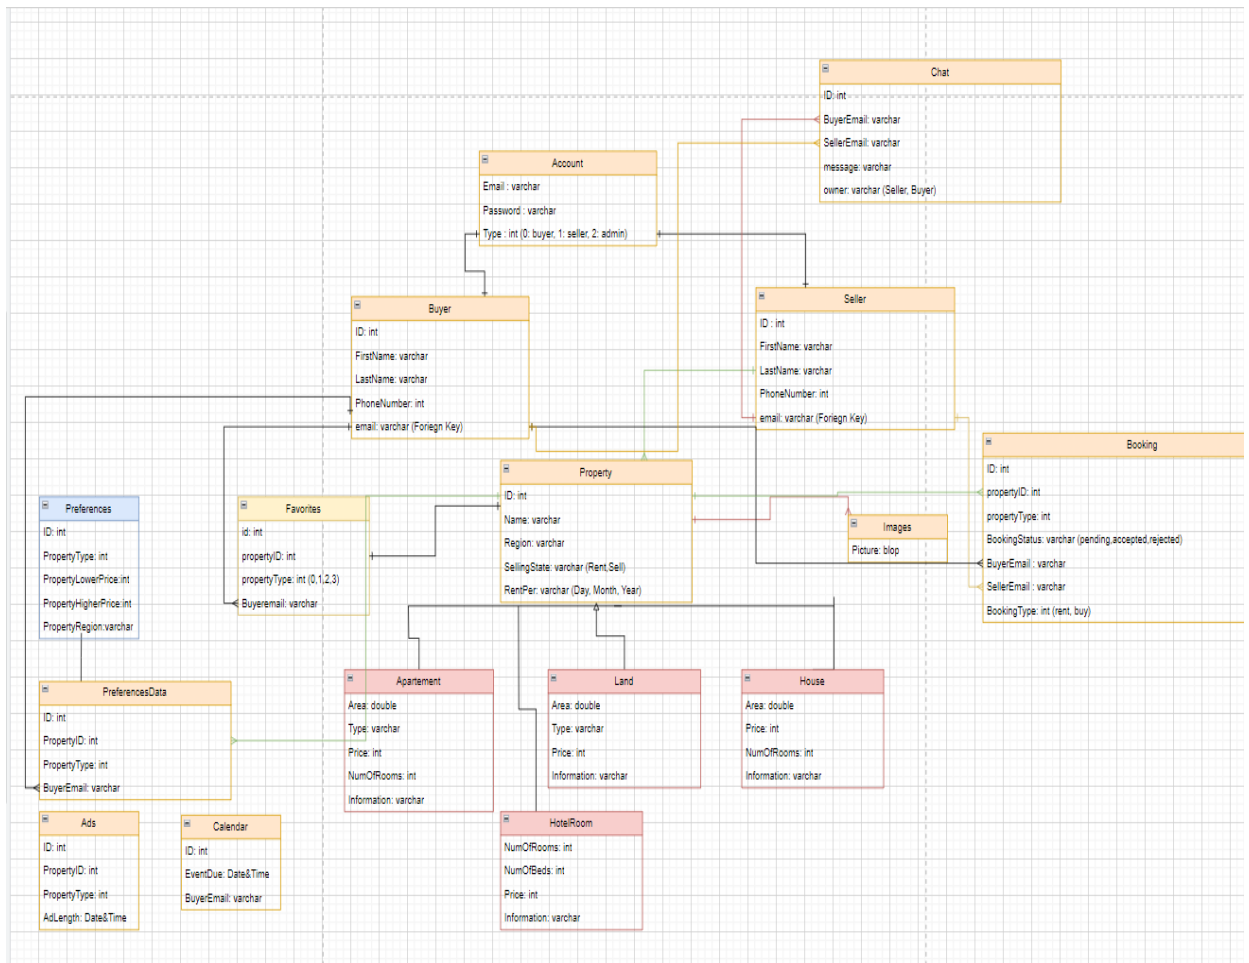 Chat
ID: int
BuyerEmail: varchar
SellerEmail: varchar
message: varchar
owner: varchar (Seller, Buyer)
Account
Email : varchar
Password : varchar
Type : int (0: buyer, 1: seller, 2: admin)
Buyer
ID: int
FirstName: varchar
LastName: varchar
PhoneNumber: int
email: varchar (Foriegn Key)
Seller
ID : int
FirstName: varchar
LastName: varchar
PhoneNumber: int
email: varchar (Foriegn Key)
Booking
ID: int
propertyID: int
propertyType: int
BookingStatus: varchar (pending,accepted,rejected)
BuyerEmail : varchar
SellerEmail : varchar
BookingType: int (rent, buy)
Property
ID: int
Name: varchar
Region: varchar
SellingState: varchar (Rent,Sell)
RentPer: varchar (Day, Month, Year)
Images
Picture: blop
Preferences
ID: int
PropertyType: int
PropertyLowerPrice:int
PropertyHigherPrice:int
PropertyRegion:varchar
Favorites
id: int
propertyID: int
propertyType: int (0,1,2,3)
Buyeremail: varchar
PreferencesData
ID: int
PropertyID: int
PropertyType: int
BuyerEmail: varchar
Apartement
Area: double
Type: varchar
Price: int
NumOfRooms: int
Information: varchar
Land
Area: double
Type: varchar
Price: int
Information: varchar
House
Area: double
Price: int
NumOfRooms: int
Information: varchar
Ads
ID: int
PropertyID: int
PropertyType: int
AdLength: Date&Time
Calendar
ID: int
EventDue: Date&Time
BuyerEmail: varchar
HotelRoom
NumOfRooms: int
NumOfBeds: int
Price: int
Information: varchar